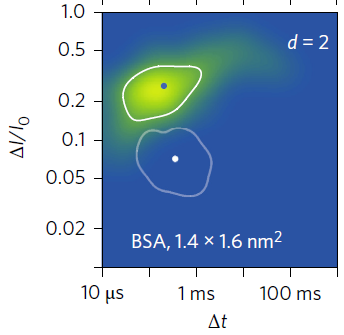 1.0
d = 2
0.5
0.2
ΔI/I₀
0.1
0.05
0.02
BSA, 1.4 × 1.6 nm²
10 μs 1 ms 100 ms
Δt